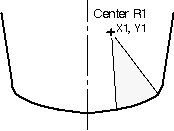 Center R1
X1, Y1